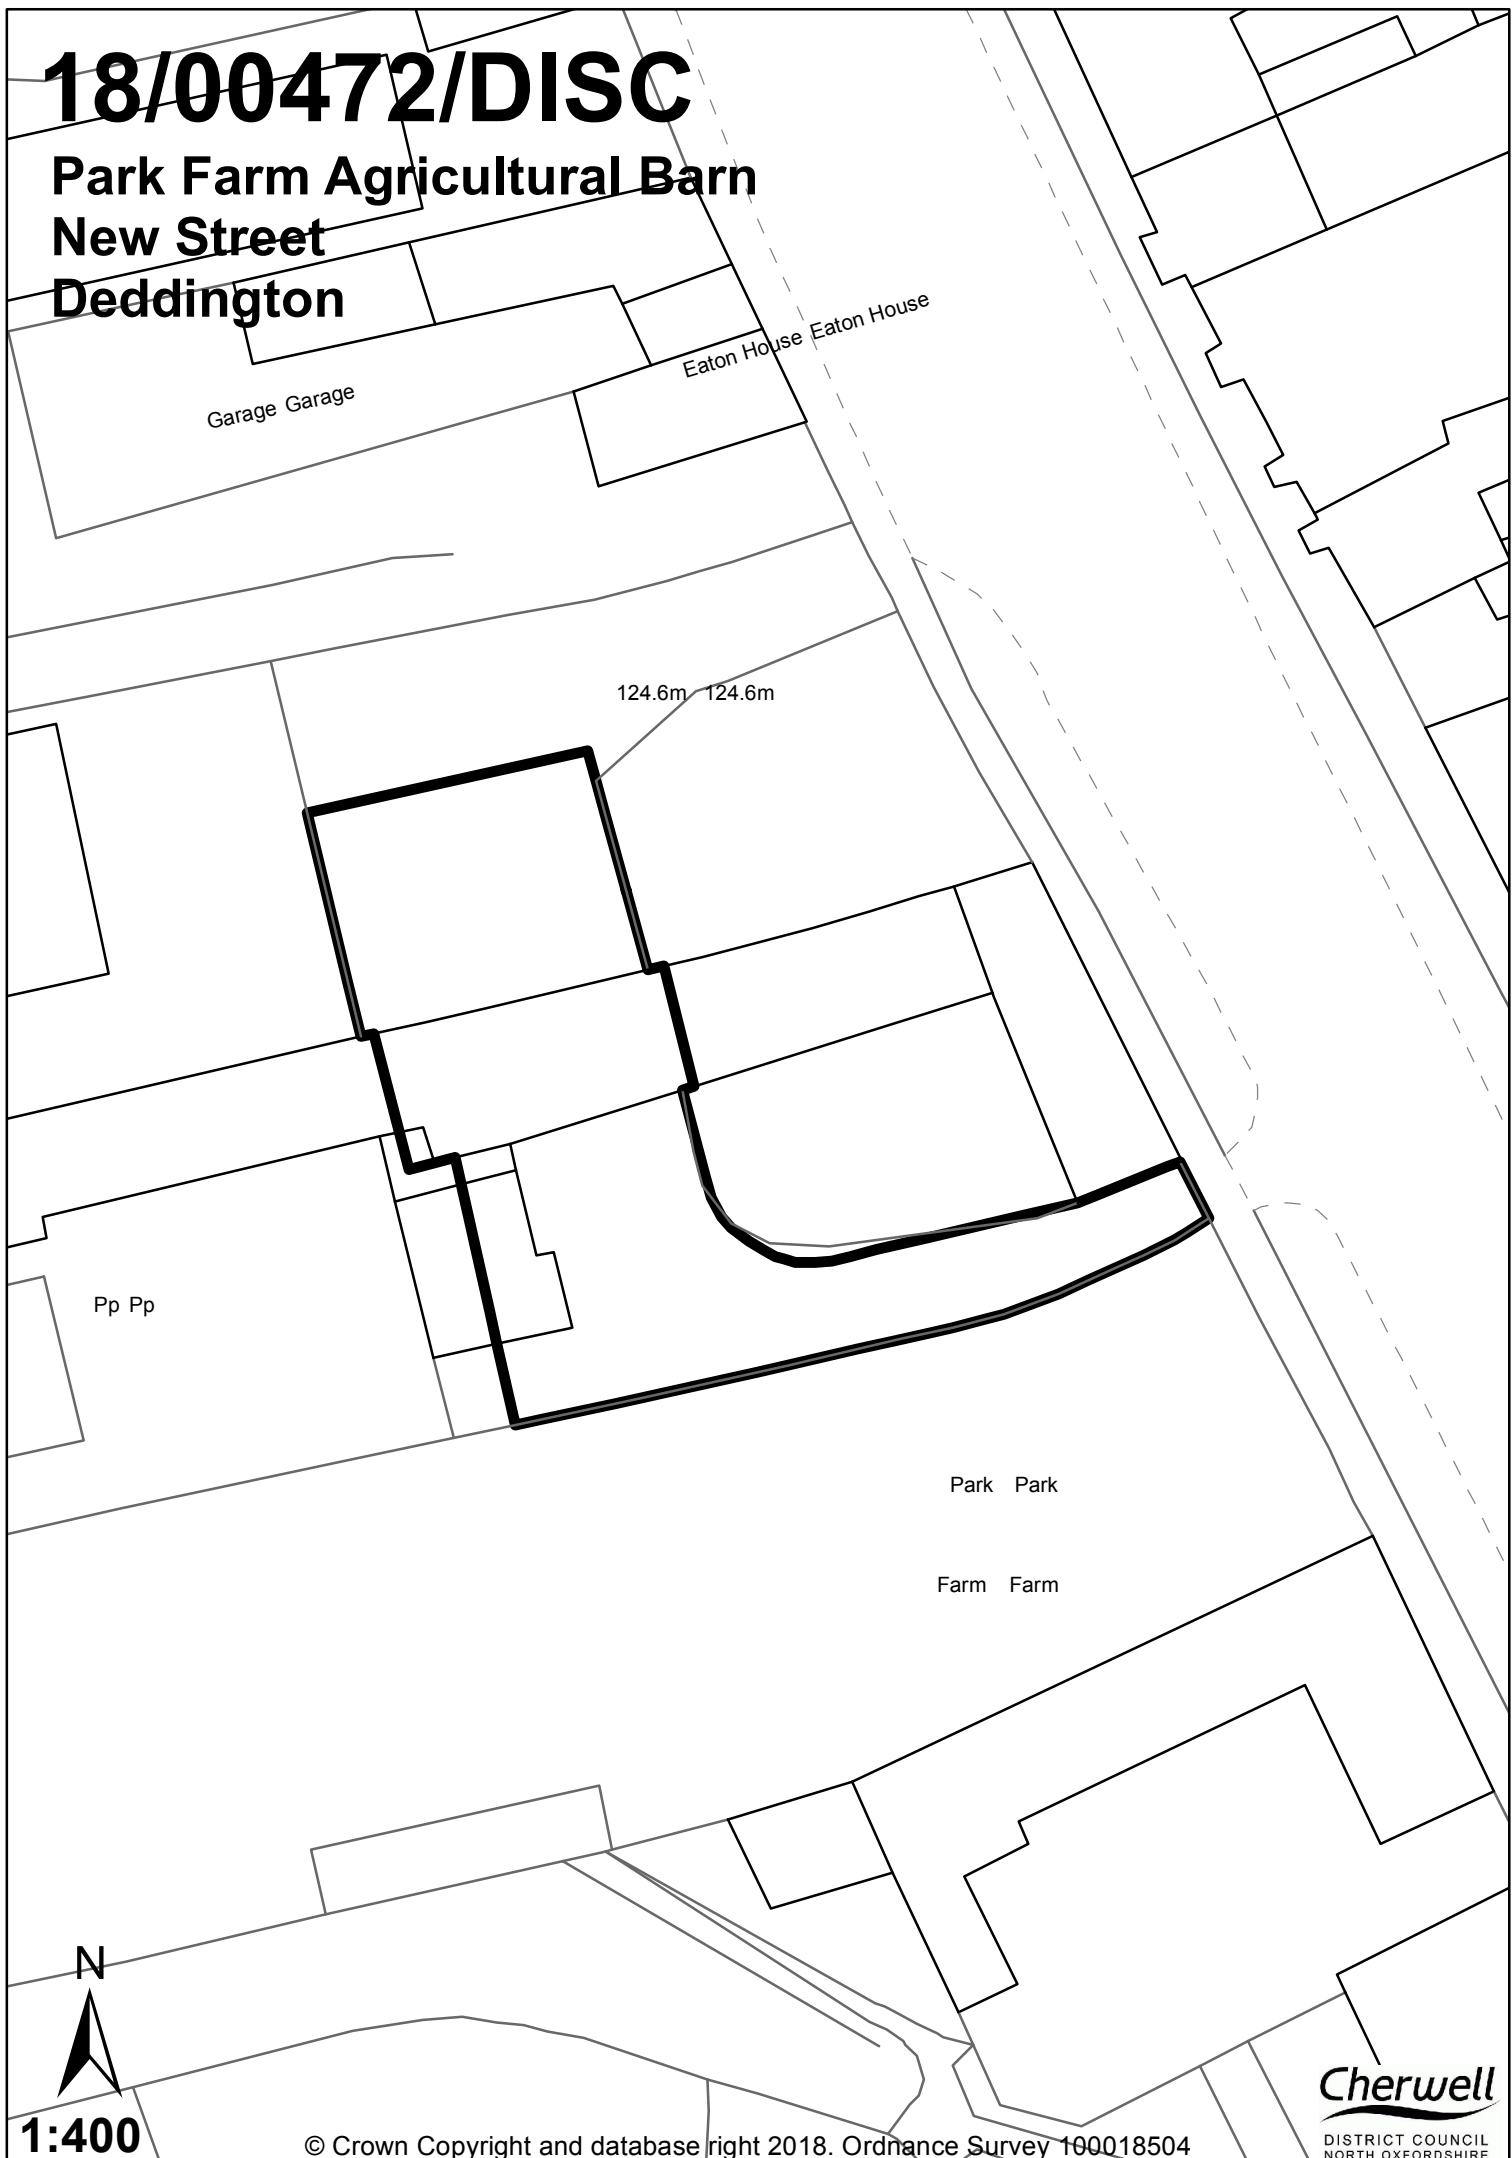 18/00472/DISC
Park Farm Agricultural Barn
New Street
Deddington
Eaton House Eaton House
Garage Garage
124.6m 124.6m
Pp Pp
Park Park
Farm Farm
N
1:400
© Crown Copyright and database right 2018. Ordnance Survey 100018504
Cherwell
DISTRICT COUNCIL
NORTH OXFORDSHIRE